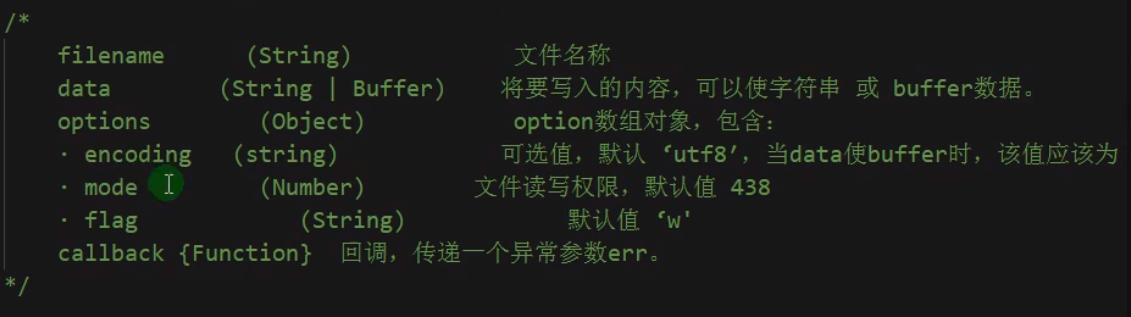 /*
filename (String) 文件名称
data (String | Buffer) 将要写入的内容，可以使字符串 或 buffer数据。
options (Object) option数组对象，包含：
· encoding (string) 可选值，默认 ‘utf8’，当data使buffer时，该值应该为
· mode (Number) 文件读写权限，默认值 438
· flag (String) 默认值 ‘w'
callback {Function} 回调，传递一个异常参数err。
*/